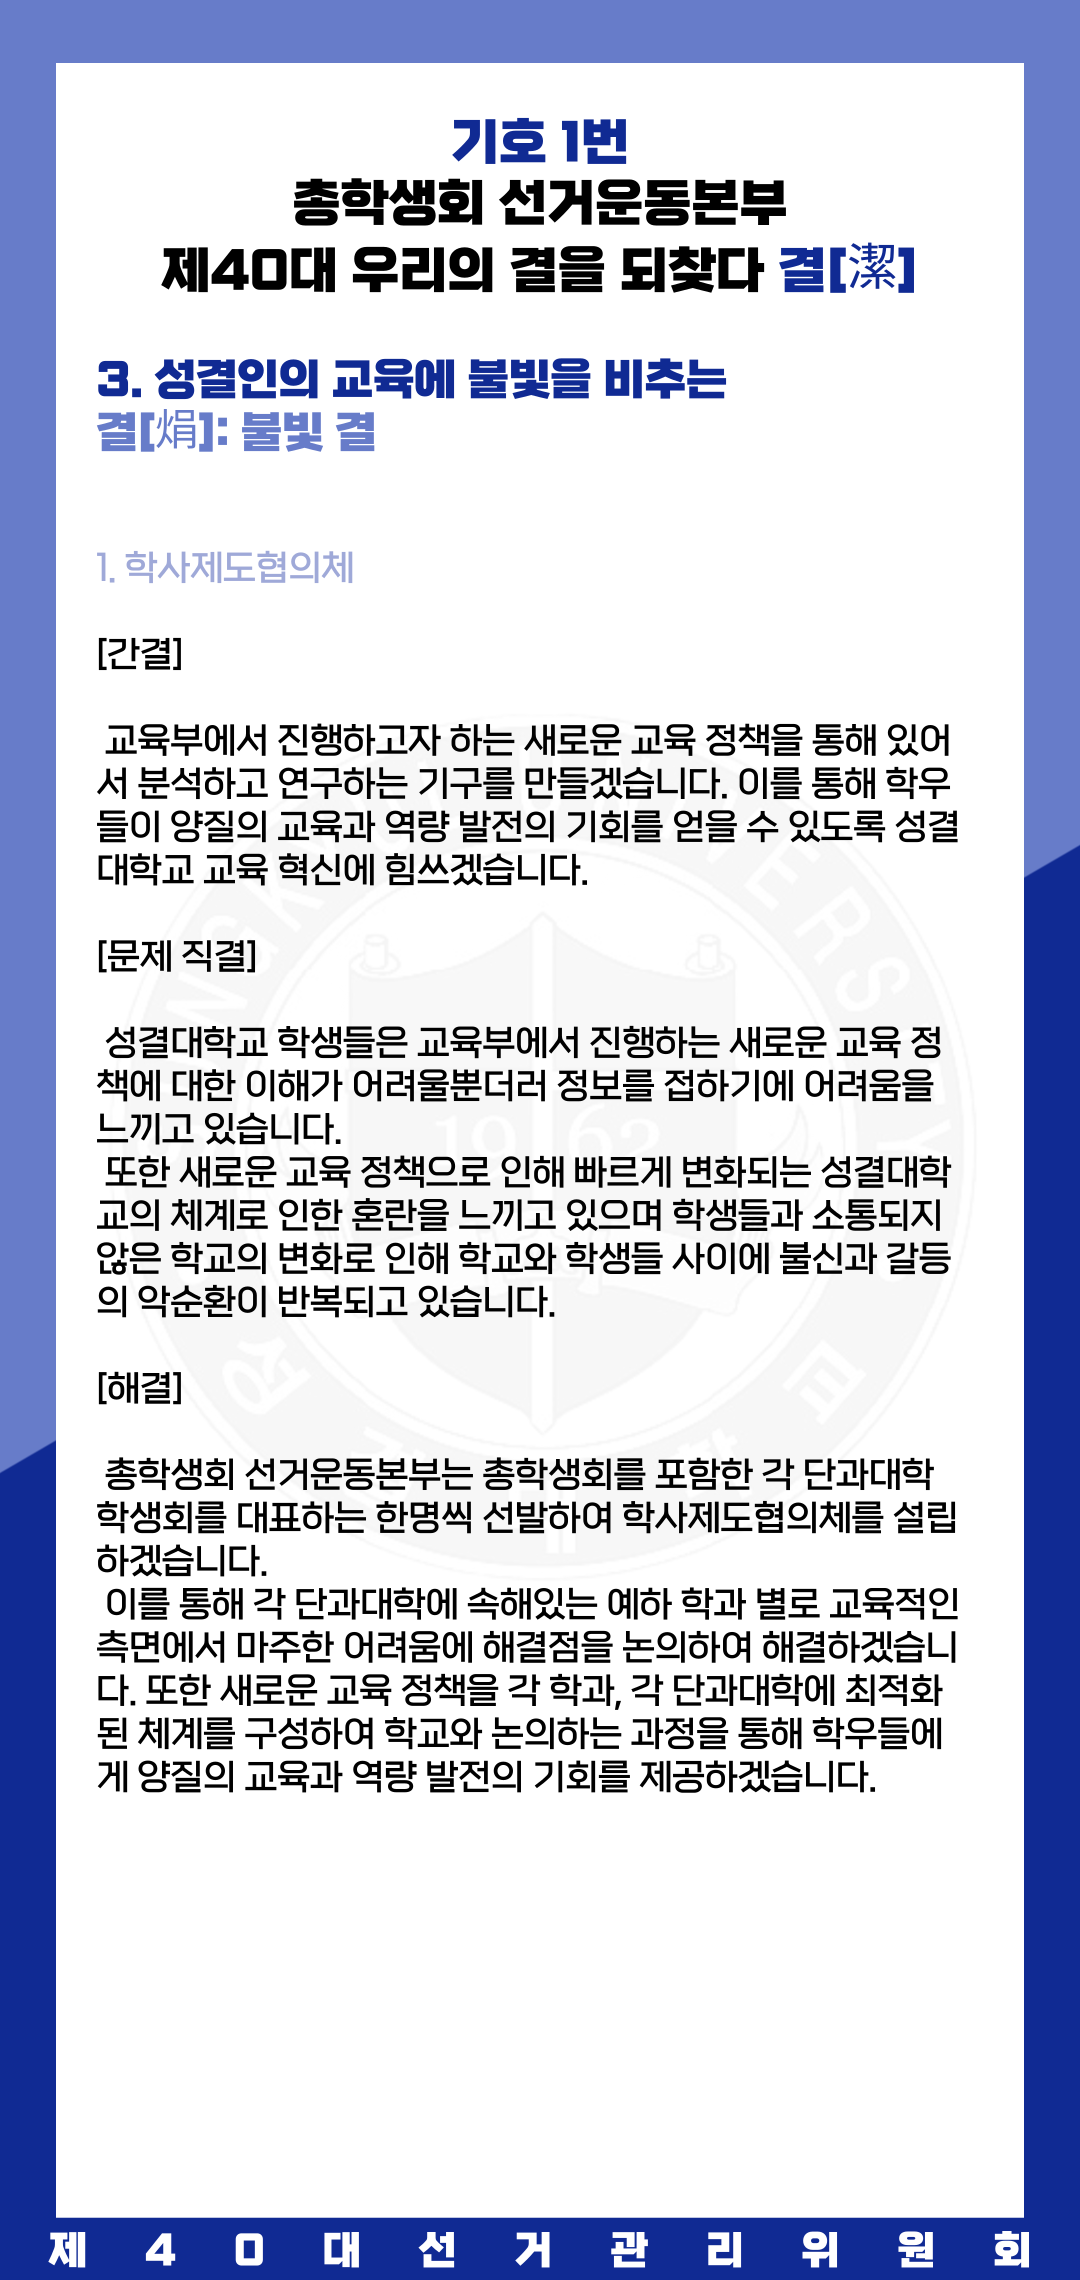 기호 1번
총학생회 선거운동본부
제40대 우리의 결을 되찾다 결[潔]
3. 성결인의 교육에 불빛을 비추는
결[焆]: 불빛 결
1. 학사제도협의체
[간결]
교육부에서 진행하고자 하는 새로운 교육 정책을 통해 있어
서 분석하고 연구하는 기구를 만들겠습니다. 이를 통해 학우
들이 양질의 교육과 역량 발전의 기회를 얻을 수 있도록 성결
대학교 교육 혁신에 힘쓰겠습니다.
[문제 직결]
성결대학교 학생들은 교육부에서 진행하는 새로운 교육 정
책에 대한 이해가 어려울뿐더러 정보를 접하기에 어려움을
느끼고 있습니다.
또한 새로운 교육 정책으로 인해 빠르게 변화되는 성결대학
교의 체계로 인한 혼란을 느끼고 있으며 학생들과 소통되지
않은 학교의 변화로 인해 학교와 학생들 사이에 불신과 갈등
의 악순환이 반복되고 있습니다.
[해결]
총학생회 선거운동본부는 총학생회를 포함한 각 단과대학
학생회를 대표하는 한명씩 선발하여 학사제도협의체를 설립
하겠습니다.
이를 통해 각 단과대학에 속해있는 예하 학과 별로 교육적인
측면에서 마주한 어려움에 해결점을 논의하여 해결하겠습니
다. 또한 새로운 교육 정책을 각 학과, 각 단과대학에 최적화
된 체계를 구성하여 학교와 논의하는 과정을 통해 학우들에
게 양질의 교육과 역량 발전의 기회를 제공하겠습니다.
1963
제40대선거관리위원회